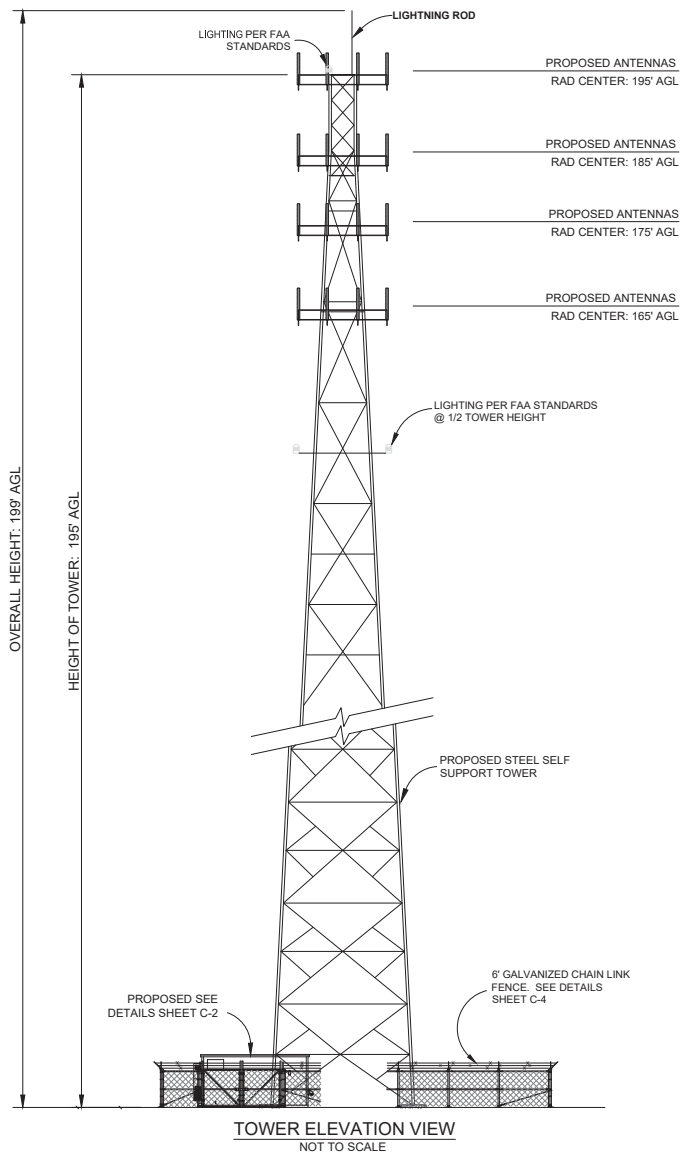 LIGHTNING ROD
LIGHTING PER FAA
STANDARDS
PROPOSED ANTENNAS
RAD CENTER: 195' AGL
PROPOSED ANTENNAS
RAD CENTER: 185' AGL
PROPOSED ANTENNAS
RAD CENTER: 175' AGL
PROPOSED ANTENNAS
RAD CENTER: 165' AGL
LIGHTING PER FAA STANDARDS
@ 1/2 TOWER HEIGHT
OVERALL HEIGHT: 199' AGL
HEIGHT OF TOWER: 195' AGL
PROPOSED STEEL SELF
SUPPORT TOWER
6' GALVANIZED CHAIN LINK
FENCE. SEE DETAILS
SHEET C-4
PROPOSED SEE
DETAILS SHEET C-2
TOWER ELEVATION VIEW
NOT TO SCALE